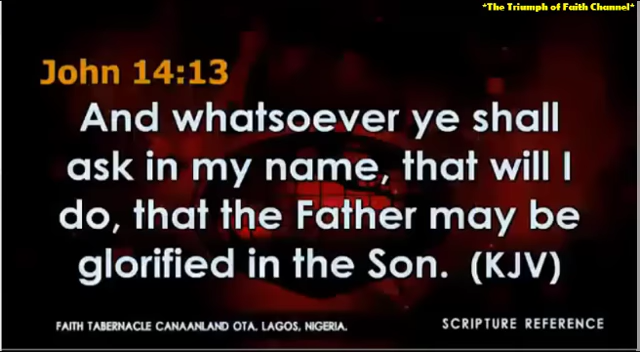 *The Triumph of Faith Channel*
John 14:13
And whatsoever ye shall
ask in my name, that will I
do, that the Father may be
glorified in the Son. (KJV)
FAITH TABERNACLE CANAANLAND OTA. LAGOS, NIGERIA.
SCRIPTURE REFERENCE